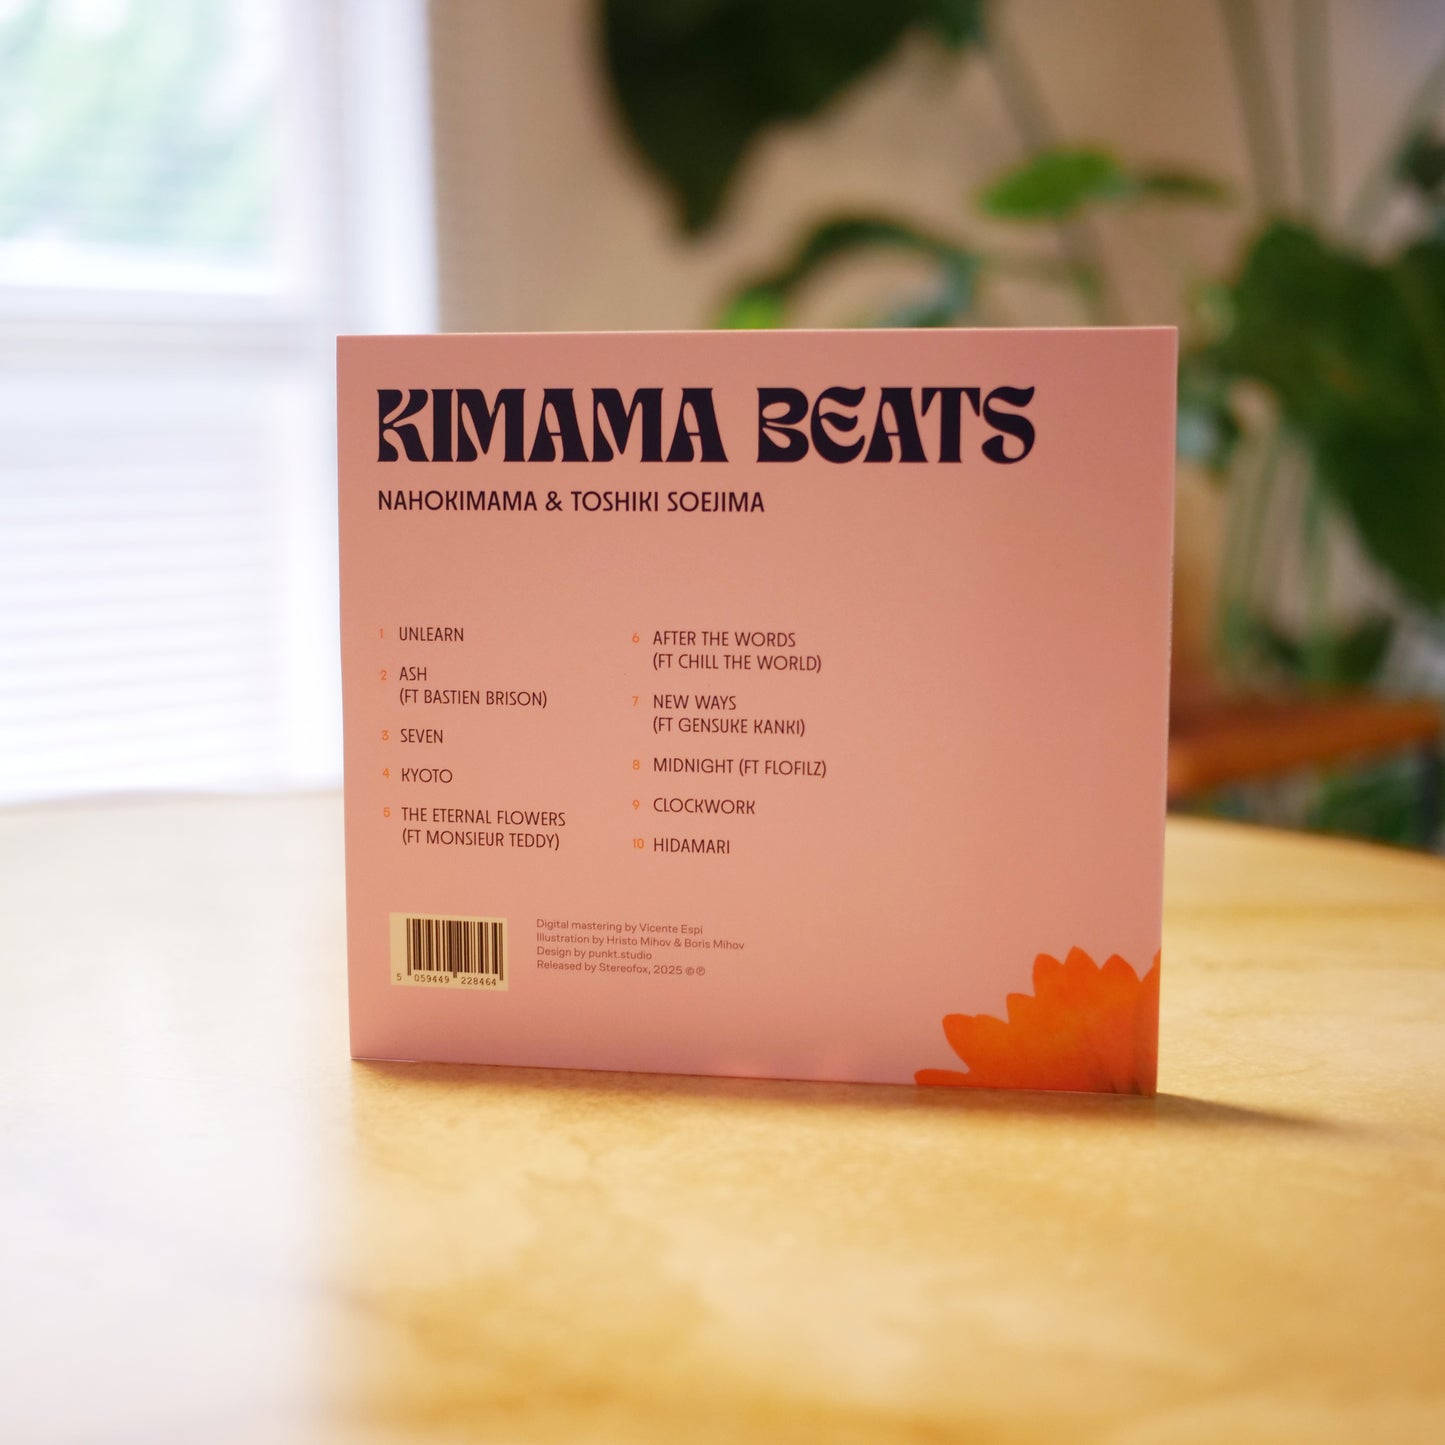 KIMAMA BEATS
NAHOKIMAMA & TOSHIKI SOEJIMA
1 UNLEARN
2 ASH
(FT BASTIEN BRISON)
3 SEVEN
4 KYOTO
5 THE ETERNAL FLOWERS
(FT MONSIEUR TEDDY)
6 AFTER THE WORDS
(FT CHILL THE WORLD)
7 NEW WAYS
(FT GENSUKE KANKI)
8 MIDNIGHT (FT FLOFILZ)
9 CLOCKWORK
10 HIDAMARI
5 059449 228464
Digital mastering by Vicente Espi
Illustration by Hristo Mihov & Boris Mihov
Design by punkt.studio
Released by Stereofox, 2025 ©℗